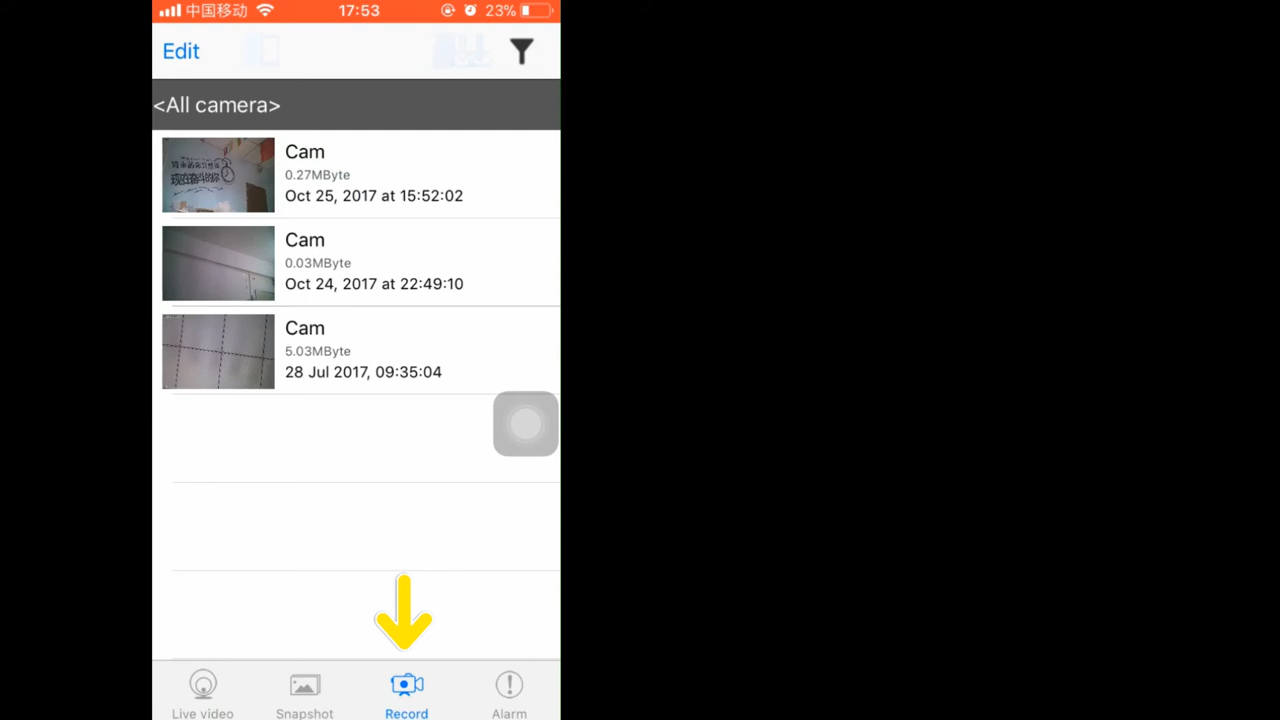 中国移动 17:53 23%
Edit
<All camera>
Cam
0.27MByte
Oct 25, 2017 at 15:52:02
Cam
0.03MByte
Oct 24, 2017 at 22:49:10
Cam
5.03MByte
28 Jul 2017, 09:35:04
Live video Snapshot Record Alarm